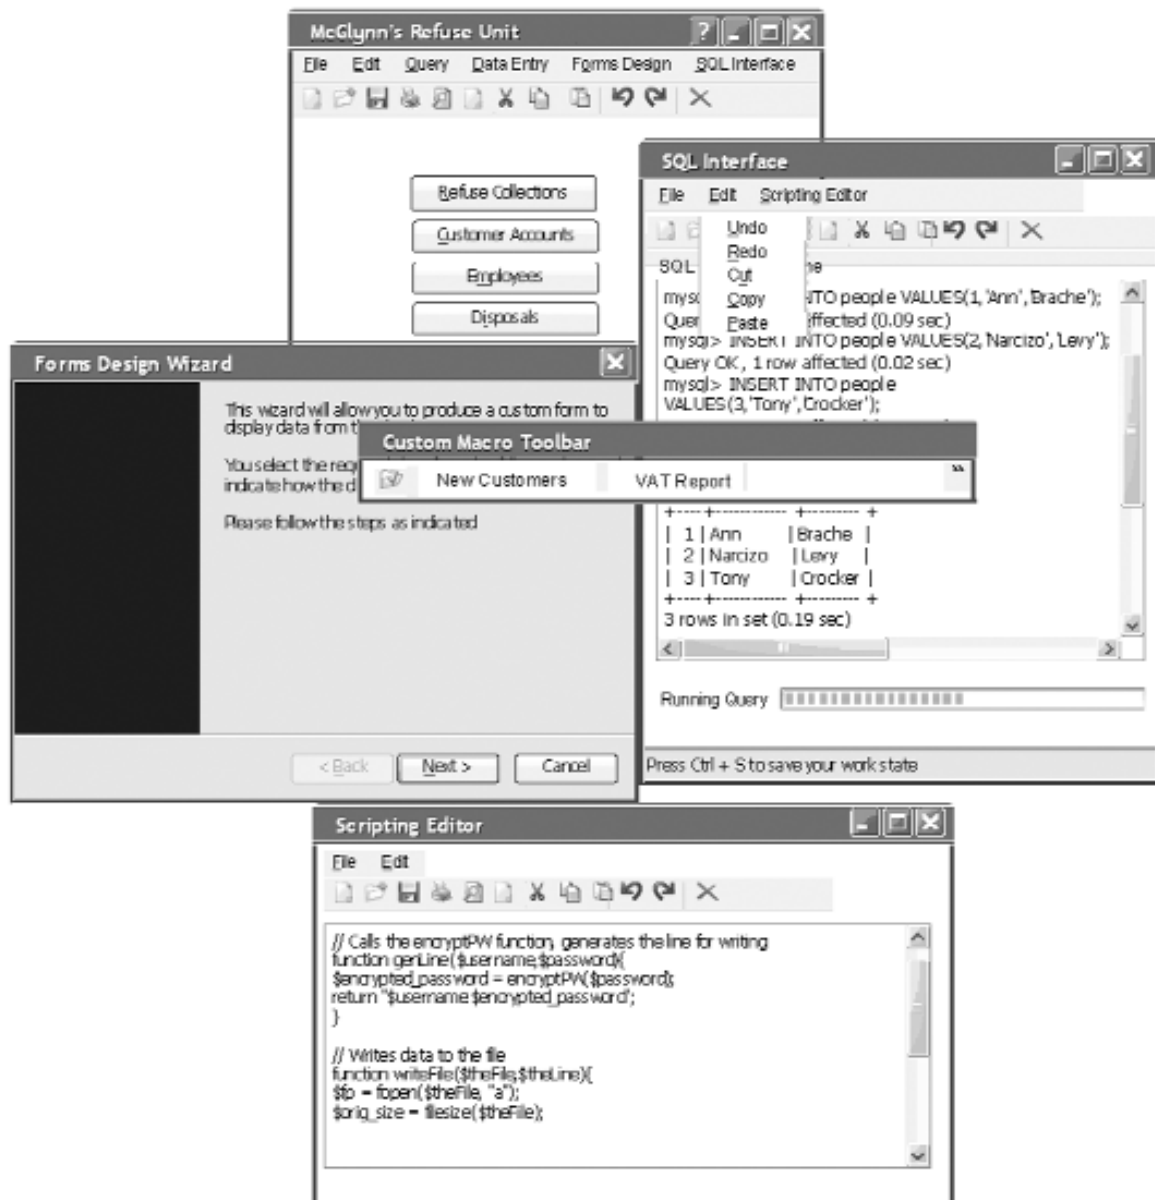 McGlynn's Refuse Unit
File Edit Query Data Entry Forms Design SQL Interface
Refuse Collections
Customer Accounts
Employees
Disposals
SQL Interface
File Edit Scripting Editor
Undo
Redo
Cut
Copy
Paste
SQL
INTO people VALUES(1,'Ann','Brache');
affected (0.09 sec)
mysql> INSERT INTO people VALUES(2,'Narcizo','Levy');
Query OK, 1 row affected (0.02 sec)
mysql> INSERT INTO people
VALUES(3,'Tony','Crocker');
+----+------------ +--------- +
| 1 | Ann | Brache |
| 2 | Narcizo | Levy |
| 3 | Tony | Crocker |
+----+------------ +--------- +
3 rows in set (0.19 sec)
Running Query
Press Ctrl + S to save your work state
Forms Design Wizard
This wizard will allow you to produce a custom form to
display data from
You select the
indicate how the
Please follow the steps as indicated
< Back Next > Cancel
Custom Macro Toolbar
New Customers VAT Report
Scripting Editor
File Edit
// Calls the encryptPW function, generates the line for writing
function genLine($username,$password){
$encrypted_password = encryptPW($password);
return "$username:$encrypted_password";
}
// Writes data to the file
function writeFile($theFile,$theLine){
$fp = fopen($theFile, "a");
$orig_size = filesize($theFile);